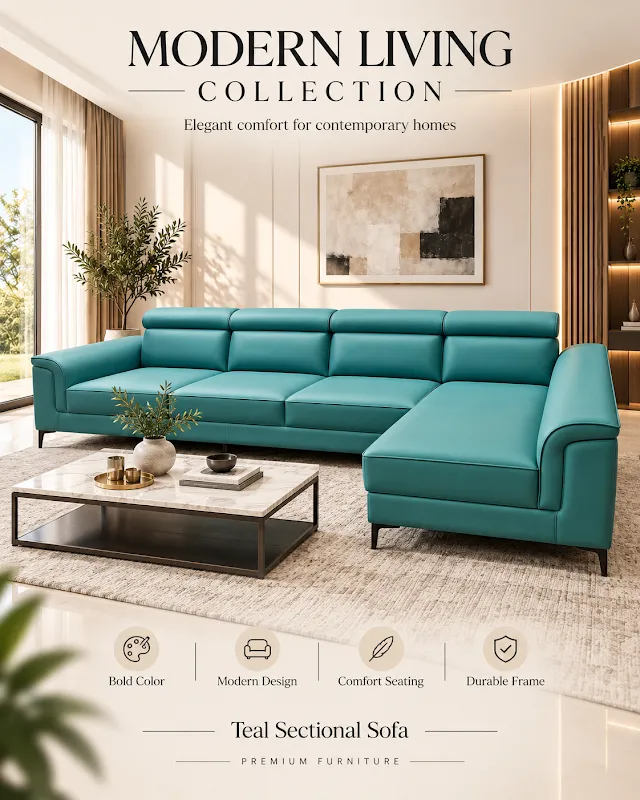 MODERN LIVING
COLLECTION
Elegant comfort for contemporary homes
Bold Color
Modern Design
Comfort Seating
Durable Frame
Teal Sectional Sofa
PREMIUM FURNITURE